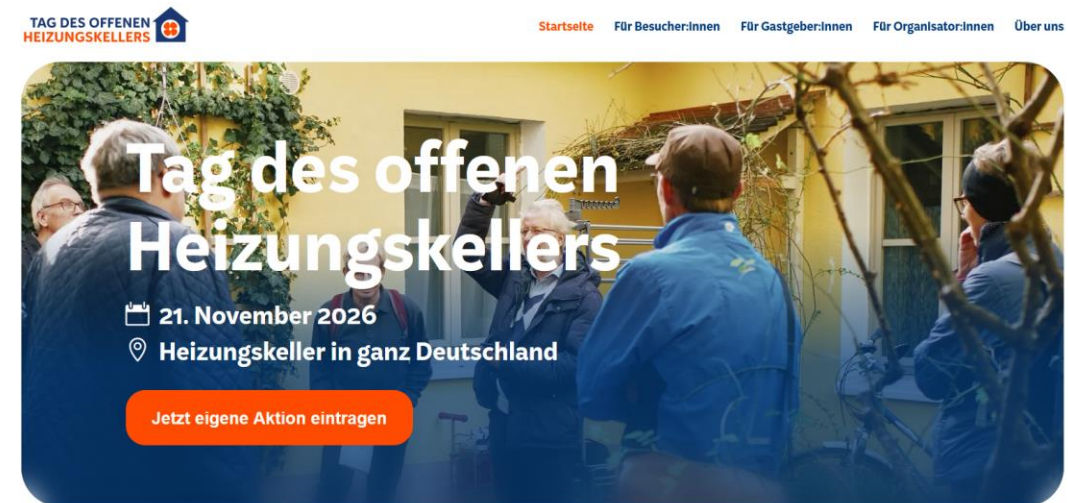 TAG DES OFFENEN
HEIZUNGSKELLERS
Startseite Für Besucher:innen Für Gastgeber:innen Für Organisator:innen Über uns
Tag des offenen
Heizungskellers
21. November 2026
Heizungskeller in ganz Deutschland
Jetzt eigene Aktion eintragen